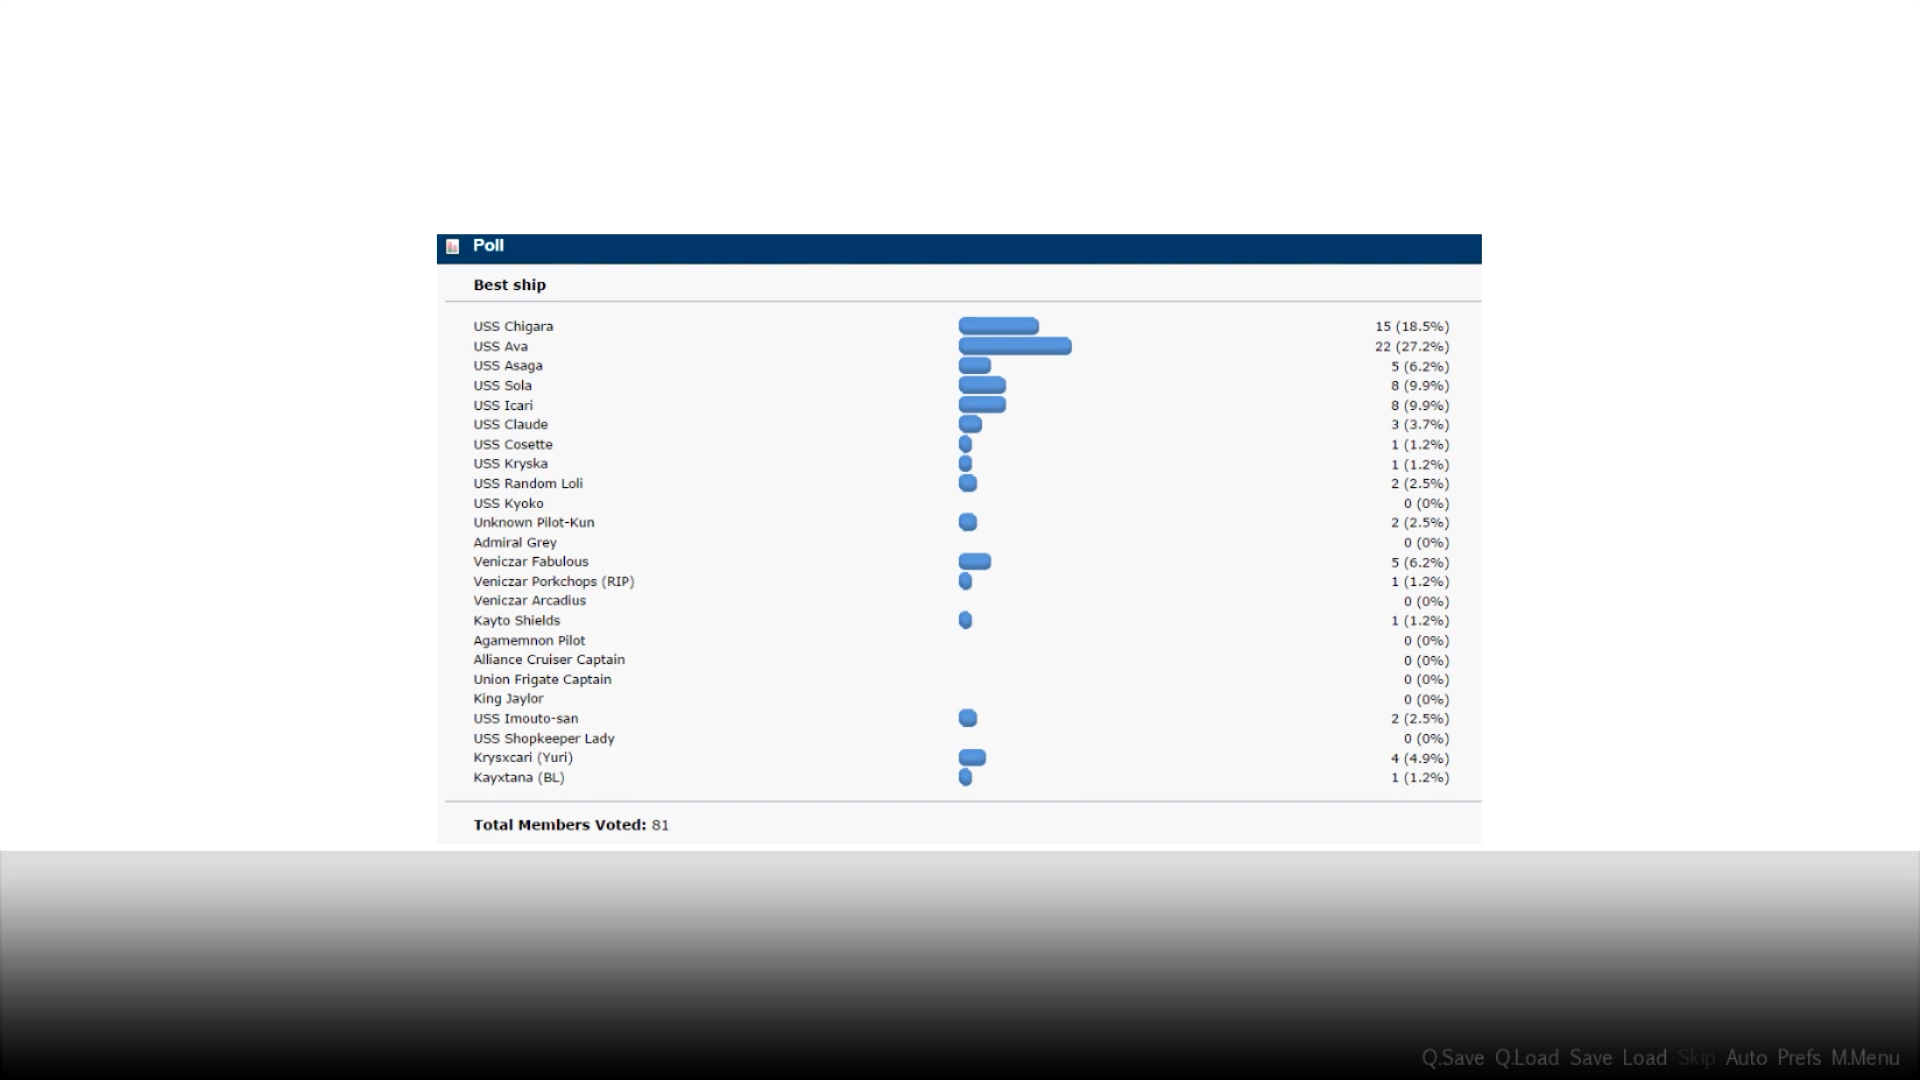 Poll
Best ship
USS Chigara 15 (18.5%)
USS Ava 22 (27.2%)
USS Asaga 5 (6.2%)
USS Sola 8 (9.9%)
USS Icari 8 (9.9%)
USS Claude 3 (3.7%)
USS Cosette 1 (1.2%)
USS Kryska 1 (1.2%)
USS Random Loli 2 (2.5%)
USS Kyoko 0 (0%)
Unknown Pilot-Kun 2 (2.5%)
Admiral Grey 0 (0%)
Veniczar Fabulous 5 (6.2%)
Veniczar Porkchops (RIP) 1 (1.2%)
Veniczar Arcadius 0 (0%)
Kayto Shields 1 (1.2%)
Agamemnon Pilot 0 (0%)
Alliance Cruiser Captain 0 (0%)
Union Frigate Captain 0 (0%)
King Jaylor 0 (0%)
USS Imouto-san 2 (2.5%)
USS Shopkeeper Lady 0 (0%)
Krysxcari (Yuri) 4 (4.9%)
Kayxtana (BL) 1 (1.2%)
Total Members Voted: 81
Q.Save Q.Load Save Load Skip Auto Prefs M.Menu